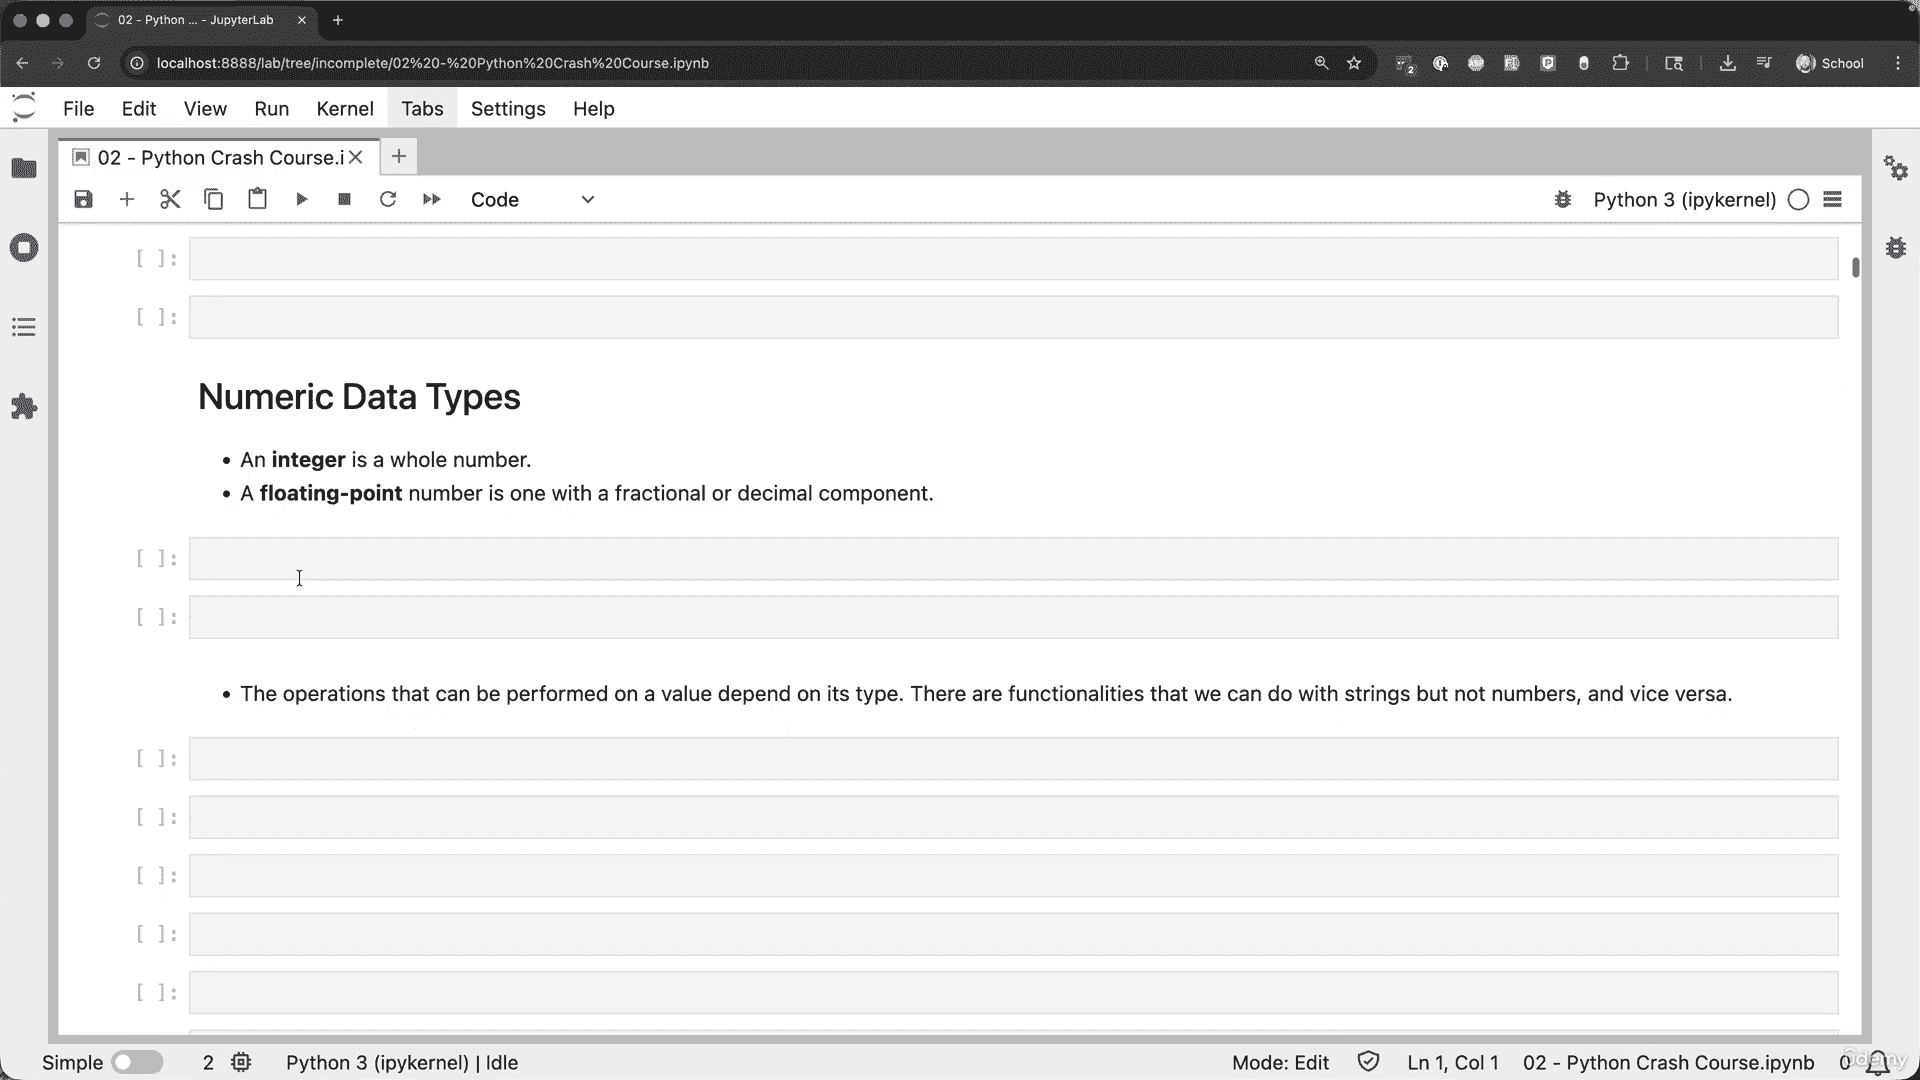 02 - Python ... - JupyterLab
localhost:8888/lab/tree/incomplete/02%20-%20Python%20Crash%20Course.ipynb
2
School
File Edit View Run Kernel Tabs Settings Help
02 - Python Crash Course.i
Code
Python 3 (ipykernel)
[ ]:
[ ]:
Numeric Data Types
• An integer is a whole number.
• A floating-point number is one with a fractional or decimal component.
[ ]:
[ ]:
• The operations that can be performed on a value depend on its type. There are functionalities that we can do with strings but not numbers, and vice versa.
[ ]:
[ ]:
[ ]:
[ ]:
[ ]:
Simple 2 Python 3 (ipykernel) | Idle Mode: Edit Ln 1, Col 1 02 - Python Crash Course.ipynb 0